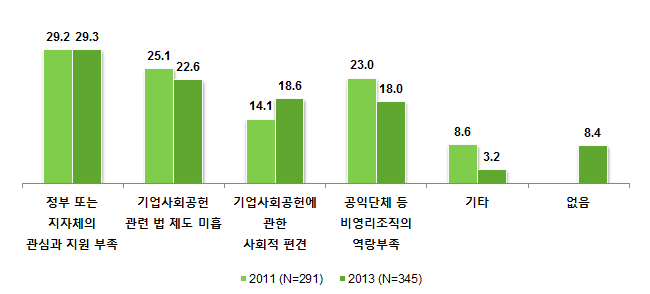 29.2 29.3
25.1 22.6
14.1 18.6
23.0 18.0
8.6 3.2
8.4
정부 또는
지자체의
관심과 지원 부족
기업사회공헌
관련 법 제도 미흡
기업사회공헌에
관한
사회적 편견
공익단체 등
비영리조직의
역량부족
기타
없음
2011 (N=291) 2013 (N=345)